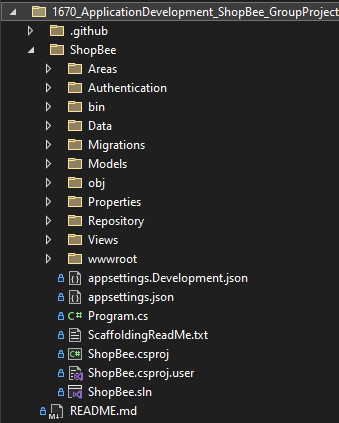 1670_ApplicationDevelopment_ShopBee_GroupProject
.github
ShopBee
Areas
Authentication
bin
Data
Migrations
Models
obj
Properties
Repository
Views
wwwroot
appsettings.Development.json
appsettings.json
C# Program.cs
ScaffoldingReadMe.txt
C# ShopBee.csproj
ShopBee.csproj.user
ShopBee.sln
M README.md